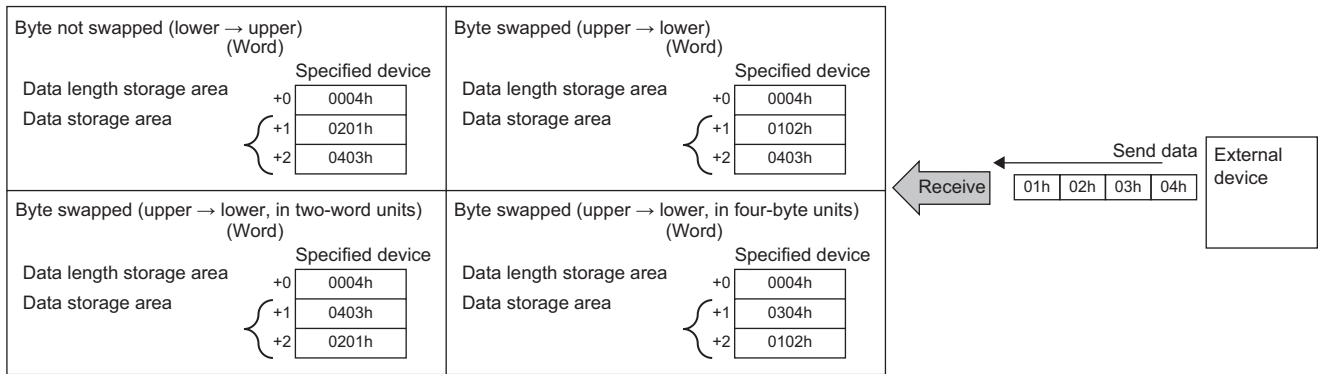 Byte not swapped (lower → upper)
(Word)
Specified device
Data length storage area
+0 0004h
Data storage area
+1 0201h
+2 0403h
Byte swapped (upper → lower)
(Word)
Specified device
Data length storage area
+0 0004h
Data storage area
+1 0102h
+2 0403h
Byte swapped (upper → lower, in two-word units)
(Word)
Specified device
Data length storage area
+0 0004h
Data storage area
+1 0403h
+2 0201h
Byte swapped (upper → lower, in four-byte units)
(Word)
Specified device
Data length storage area
+0 0004h
Data storage area
+1 0304h
+2 0102h
Receive
Send data
01h 02h 03h 04h
External
device